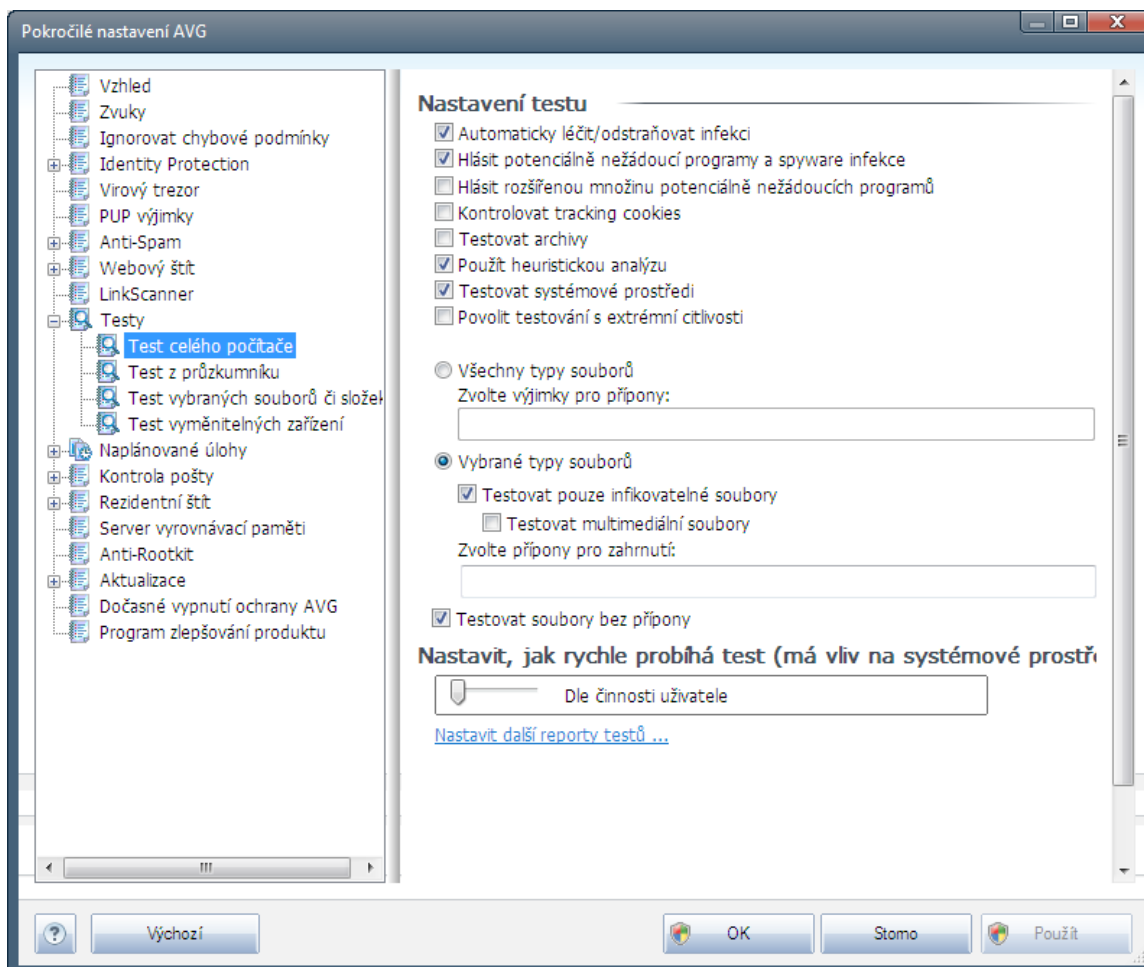 Pokročilé nastavení AVG
Vzhled
Zvuky
Ignorovat chybové podmínky
Identity Protection
Virový trezor
PUP výjimky
Anti-Spam
Webový štít
LinkScanner
Testy
Test celého počítače
Test z průzkumníku
Test vybraných souborů či složek
Test vyměnitelných zařízení
Naplánované úlohy
Kontrola pošty
Rezidentní štít
Server vyrovnávací paměti
Anti-Rootkit
Aktualizace
Dočasné vypnutí ochrany AVG
Program zlepšování produktu
Nastavení testu
Automaticky léčit/odstraňovat infekci
Hlásit potenciálně nežádoucí programy a spyware infekce
Hlásit rozšířenou množinu potenciálně nežádoucích programů
Kontrolovat tracking cookies
Testovat archivy
Použít heuristickou analýzu
Testovat systémové prostředi
Povolit testování s extrémní citlivosti
Všechny typy souborů
Zvolte výjimky pro přípony:
Vybrané typy souborů
Testovat pouze infikovatelné soubory
Testovat multimediální soubory
Zvolte přípony pro zahrnutí:
Testovat soubory bez přípony
Nastavit, jak rychle probíhá test (má vliv na systémové prostř
Dle činnosti uživatele
Nastavit další reporty testů ...
Výchozí
OK
Stomo
Použít